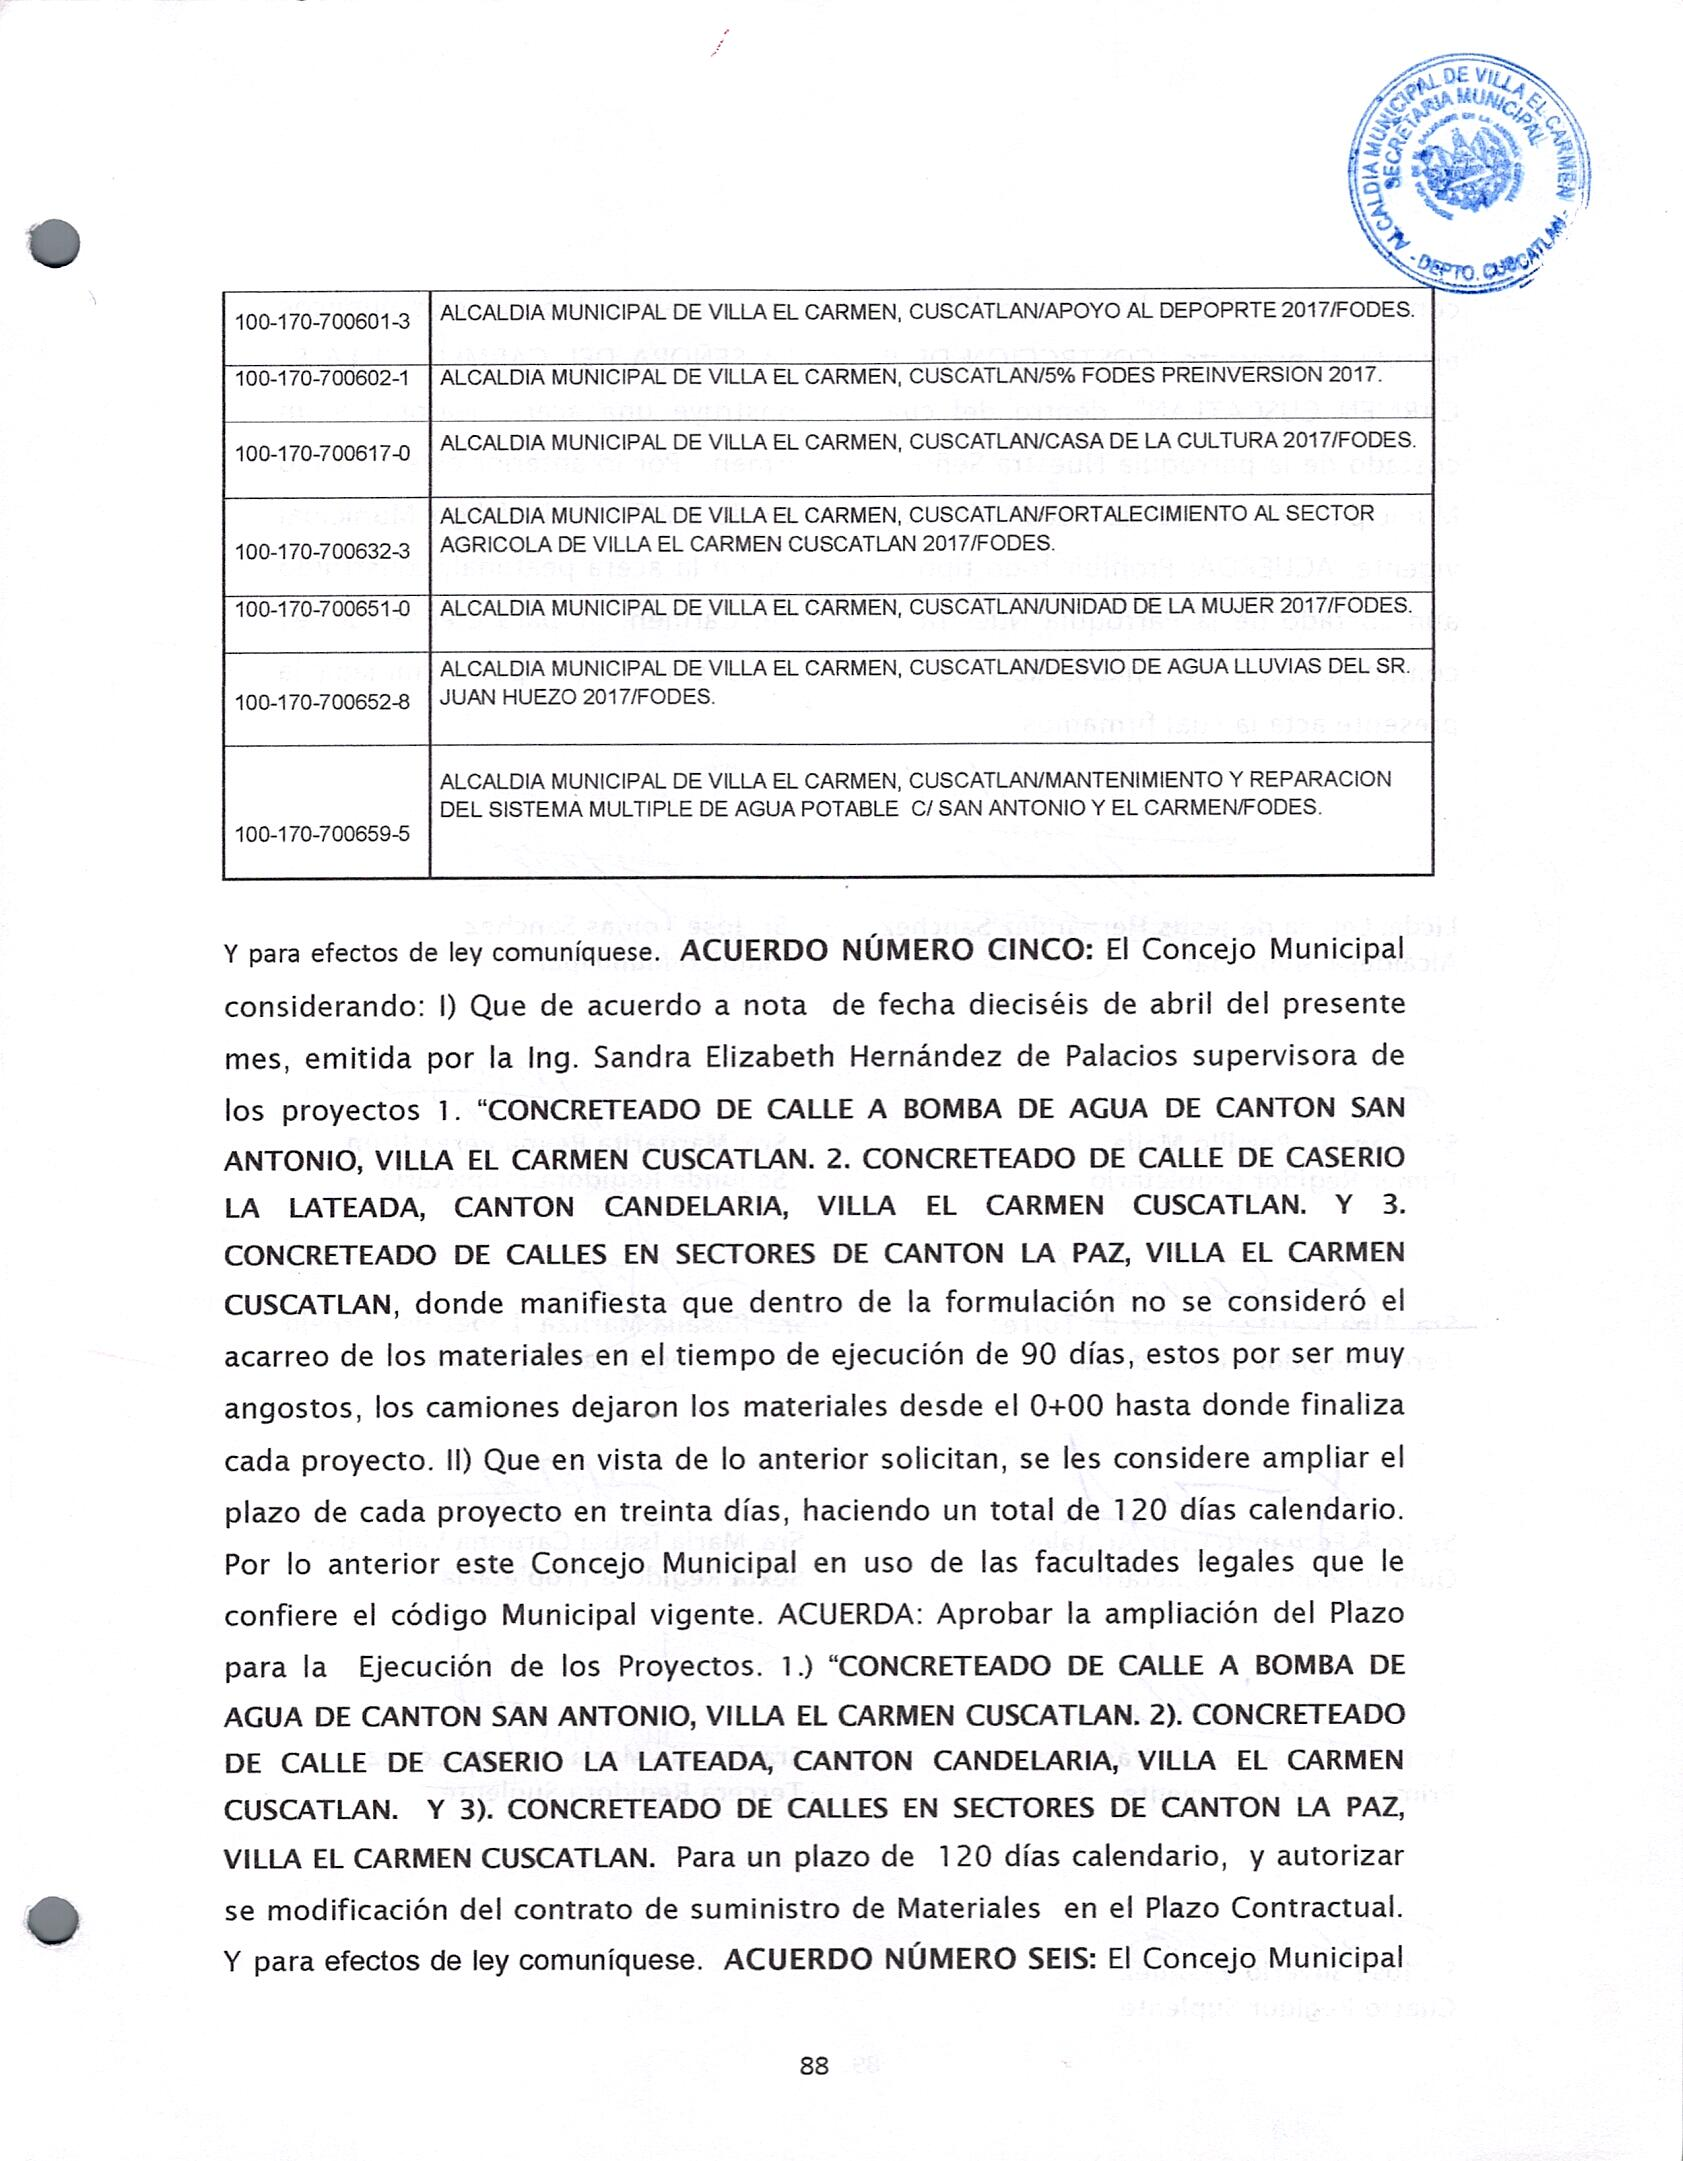 ALCALDIA MUNICIPAL DE VILLA EL CARMEN
SECRETARIA MUNICIPAL
- DEPTO. CUSCATLAN -
100-170-700601-3 ALCALDIA MUNICIPAL DE VILLA EL CARMEN, CUSCATLAN/APOYO AL DEPOPRTE 2017/FODES.
100-170-700602-1 ALCALDIA MUNICIPAL DE VILLA EL CARMEN, CUSCATLAN/5% FODES PREINVERSION 2017.
100-170-700617-0 ALCALDIA MUNICIPAL DE VILLA EL CARMEN, CUSCATLAN/CASA DE LA CULTURA 2017/FODES.
100-170-700632-3 ALCALDIA MUNICIPAL DE VILLA EL CARMEN, CUSCATLAN/FORTALECIMIENTO AL SECTOR
AGRICOLA DE VILLA EL CARMEN CUSCATLAN 2017/FODES.
100-170-700651-0 ALCALDIA MUNICIPAL DE VILLA EL CARMEN, CUSCATLAN/UNIDAD DE LA MUJER 2017/FODES.
100-170-700652-8 ALCALDIA MUNICIPAL DE VILLA EL CARMEN, CUSCATLAN/DESVIO DE AGUA LLUVIAS DEL SR.
JUAN HUEZO 2017/FODES.
100-170-700659-5 ALCALDIA MUNICIPAL DE VILLA EL CARMEN, CUSCATLAN/MANTENIMIENTO Y REPARACION
DEL SISTEMA MULTIPLE DE AGUA POTABLE C/ SAN ANTONIO Y EL CARMEN/FODES.
Y para efectos de ley comuníquese. ACUERDO NÚMERO CINCO: El Concejo Municipal
considerando: I) Que de acuerdo a nota de fecha dieciséis de abril del presente
mes, emitida por la Ing. Sandra Elizabeth Hernández de Palacios supervisora de
los proyectos 1. “CONCRETEADO DE CALLE A BOMBA DE AGUA DE CANTON SAN
ANTONIO, VILLA EL CARMEN CUSCATLAN. 2. CONCRETEADO DE CALLE DE CASERIO
LA LATEADA, CANTON CANDELARIA, VILLA EL CARMEN CUSCATLAN. Y 3.
CONCRETEADO DE CALLES EN SECTORES DE CANTON LA PAZ, VILLA EL CARMEN
CUSCATLAN, donde manifiesta que dentro de la formulación no se consideró el
acarreo de los materiales en el tiempo de ejecución de 90 días, estos por ser muy
angostos, los camiones dejaron los materiales desde el 0+00 hasta donde finaliza
cada proyecto. II) Que en vista de lo anterior solicitan, se les considere ampliar el
plazo de cada proyecto en treinta días, haciendo un total de 120 días calendario.
Por lo anterior este Concejo Municipal en uso de las facultades legales que le
confiere el código Municipal vigente. ACUERDA: Aprobar la ampliación del Plazo
para la Ejecución de los Proyectos. 1.) “CONCRETEADO DE CALLE A BOMBA DE
AGUA DE CANTON SAN ANTONIO, VILLA EL CARMEN CUSCATLAN. 2). CONCRETEADO
DE CALLE DE CASERIO LA LATEADA, CANTON CANDELARIA, VILLA EL CARMEN
CUSCATLAN. Y 3). CONCRETEADO DE CALLES EN SECTORES DE CANTON LA PAZ,
VILLA EL CARMEN CUSCATLAN. Para un plazo de 120 días calendario, y autorizar
se modificación del contrato de suministro de Materiales en el Plazo Contractual.
Y para efectos de ley comuníquese. ACUERDO NÚMERO SEIS: El Concejo Municipal
88